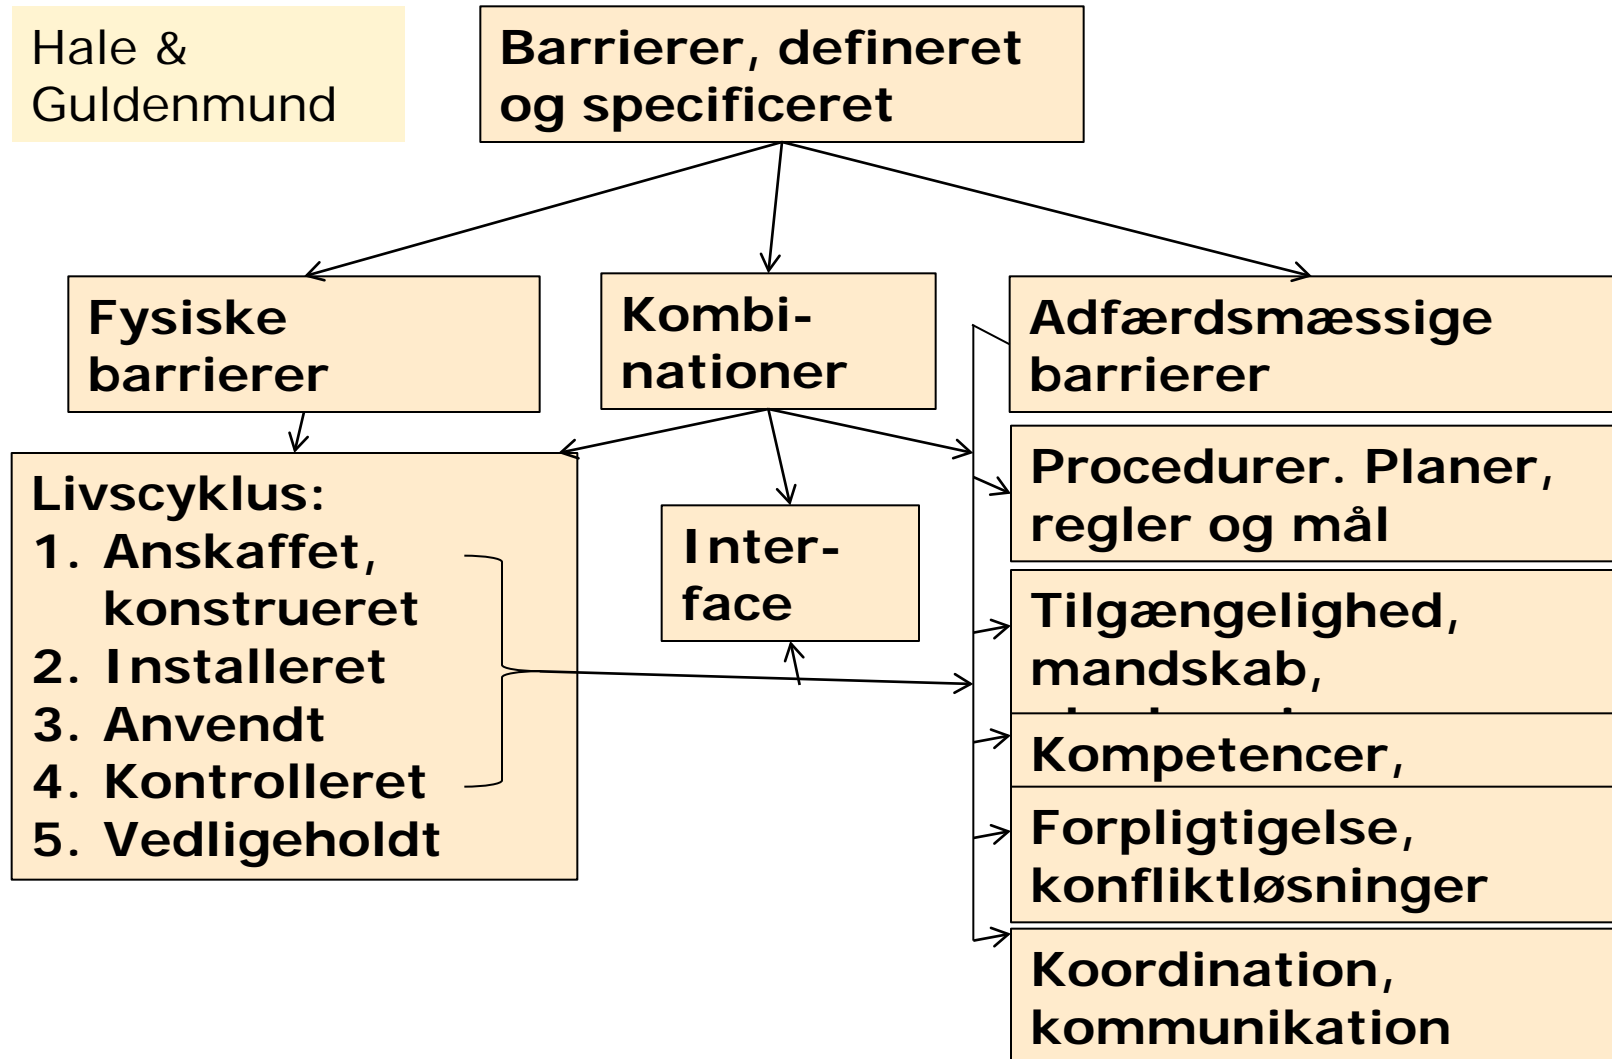 Hale &
Guldenmund
Barrierer, defineret
og specificeret
Fysiske
barrierer
Kombi-
nationer
Adfærdsmæssige
barrierer
Livscyklus:
1. Anskaffet,
konstrueret
2. Installeret
3. Anvendt
4. Kontrolleret
5. Vedligeholdt
Inter-
face
Procedurer. Planer,
regler og mål
Tilgængelighed,
mandskab,
Kompetencer,
Forpligtigelse,
konfliktløsninger
Koordination,
kommunikation